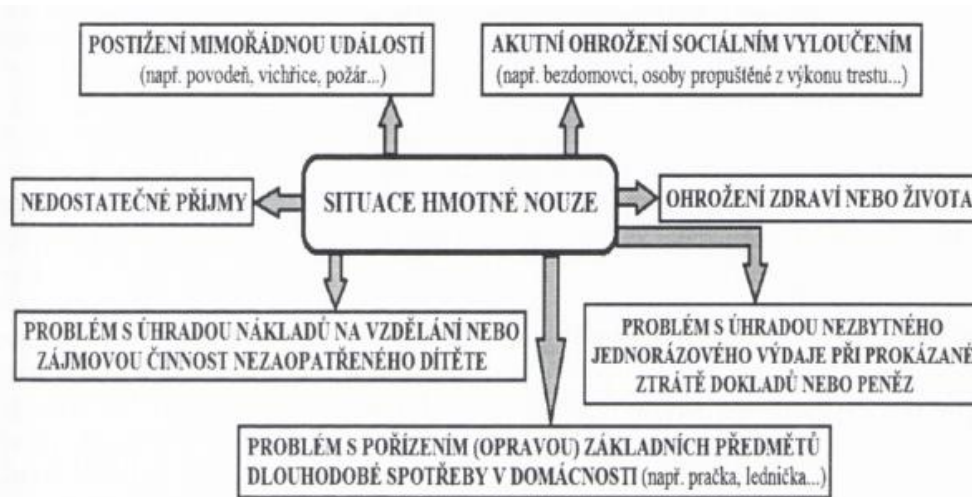 POSTIŽENÍ MIMOŘÁDNOU UDÁLOSTÍ
(např. povodeň, vichřice, požár...)
AKUTNÍ OHROŽENÍ SOCIÁLNÍM VYLOUČENÍM
(např. bezdomovci, osoby propuštěné z výkonu trestu...)
NEDOSTATEČNÉ PŘÍJMY
SITUACE HMOTNÉ NOUZE
OHROŽENÍ ZDRAVÍ NEBO ŽIVOTA
PROBLÉM S ÚHRADOU NÁKLADŮ NA VZDĚLÁNÍ NEBO
ZÁJMOVOU ČINNOST NEZAOPATŘENÉHO DÍTĚTE
PROBLÉM S ÚHRADOU NEZBYTNÉHO
JEDNORÁZOVÉHO VÝDAJE PŘI PROKÁZANÉ
ZTRÁTĚ DOKLADŮ NEBO PENĚZ
PROBLÉM S POŘÍZENÍM (OPRAVOU) ZÁKLADNÍCH PŘEDMĚTŮ
DLOUHODOBÉ SPOTŘEBY V DOMÁCNOSTI (např. pračka, lednička...)